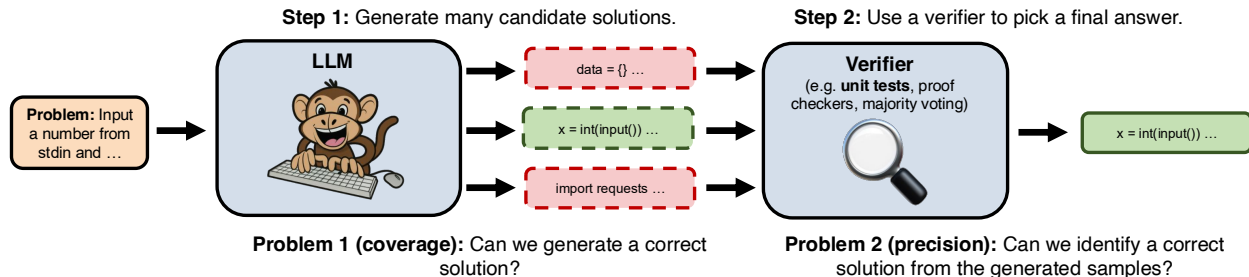 Step 1: Generate many candidate solutions.
Step 2: Use a verifier to pick a final answer.
Problem: Input
a number from
stdin and …
LLM
data = {} …
x = int(input()) …
import requests …
Verifier
(e.g. unit tests, proof
checkers, majority voting)
x = int(input()) …
Problem 1 (coverage): Can we generate a correct
solution?
Problem 2 (precision): Can we identify a correct
solution from the generated samples?